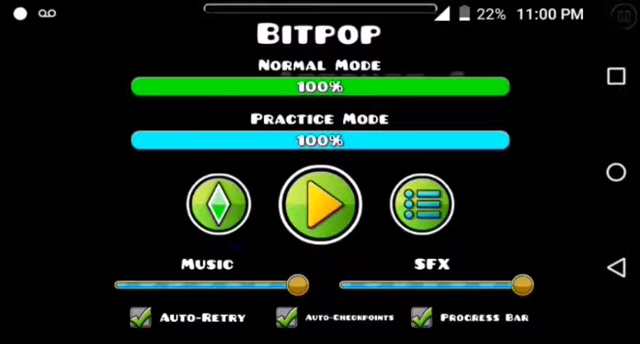 22% 11:00 PM
BITPOP
NORMAL MODE
100%
PRACTICE MODE
100%
MUSIC SFX
AUTO-RETRY AUTO-CHECKPOINTS PROGRESS BAR